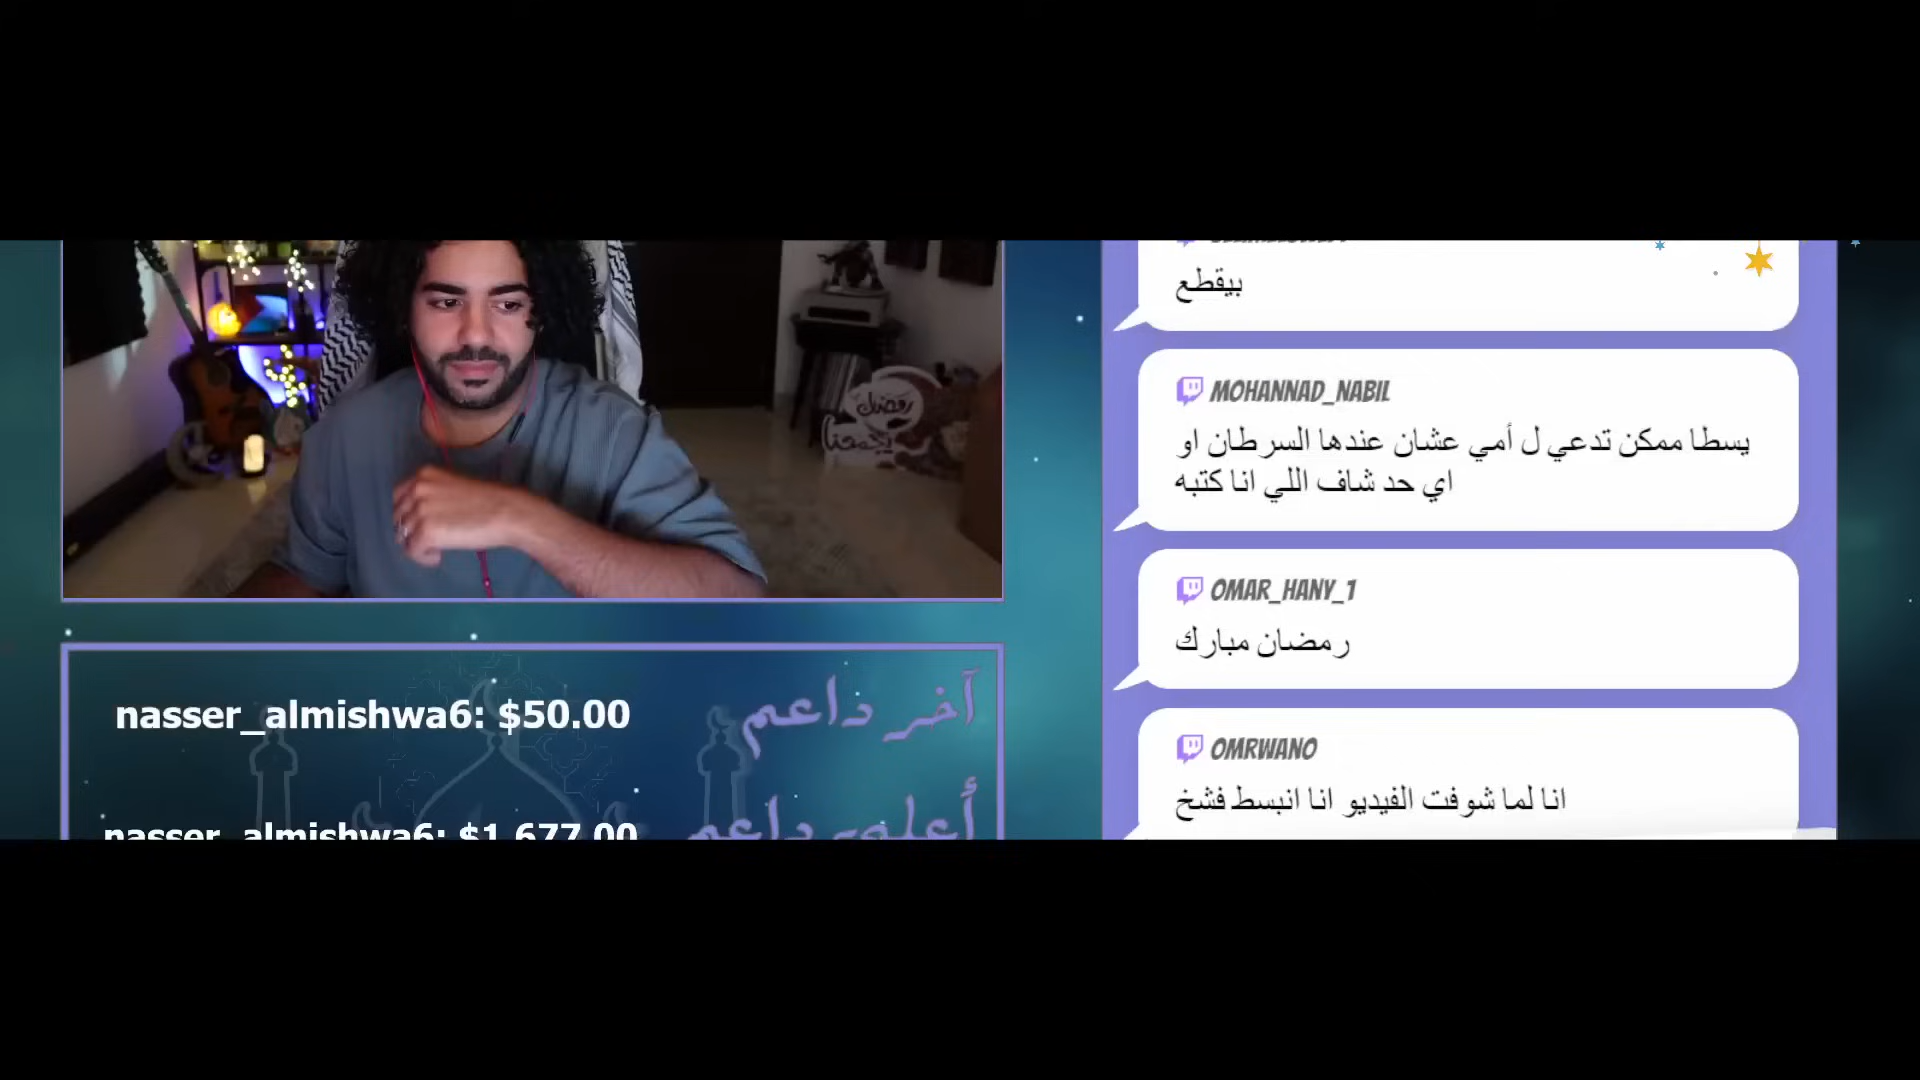 بيقطع
MOHANNAD_NABIL
يسطا ممكن تدعي ل أمي عشان عندها السرطان او
اي حد شاف اللي انا كتبه
OMAR_HANY_1
رمضان مبارك
OMRWANO
انا لما شوفت الفيديو انا انبسط فشخ
رمضان
يجمعنا
nasser_almishwa6: $50.00
آخر داعم
nasser_almishwa6: $1,677.00
أعلى داعم